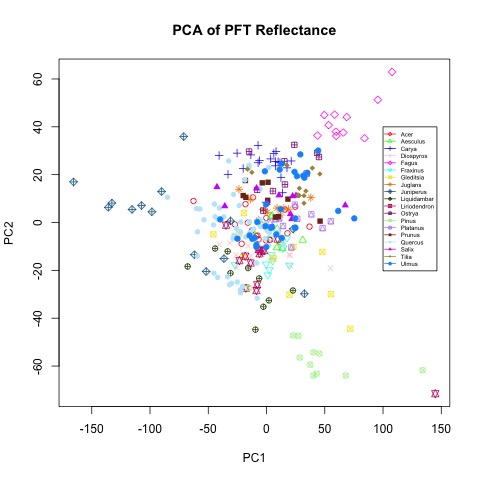 PCA of PFT Reflectance
60
40
20
0
-20
-40
-60
PC2
-150
-100
-50
0
50
100
150
PC1
Acer
Aesculus
Carya
Diospyros
Fagus
Fraxinus
Gleditsia
Juglans
Juniperus
Liquidambar
Liriodendron
Ostrya
Pinus
Platanus
Prunus
Quercus
Salix
Tilia
Ulmus